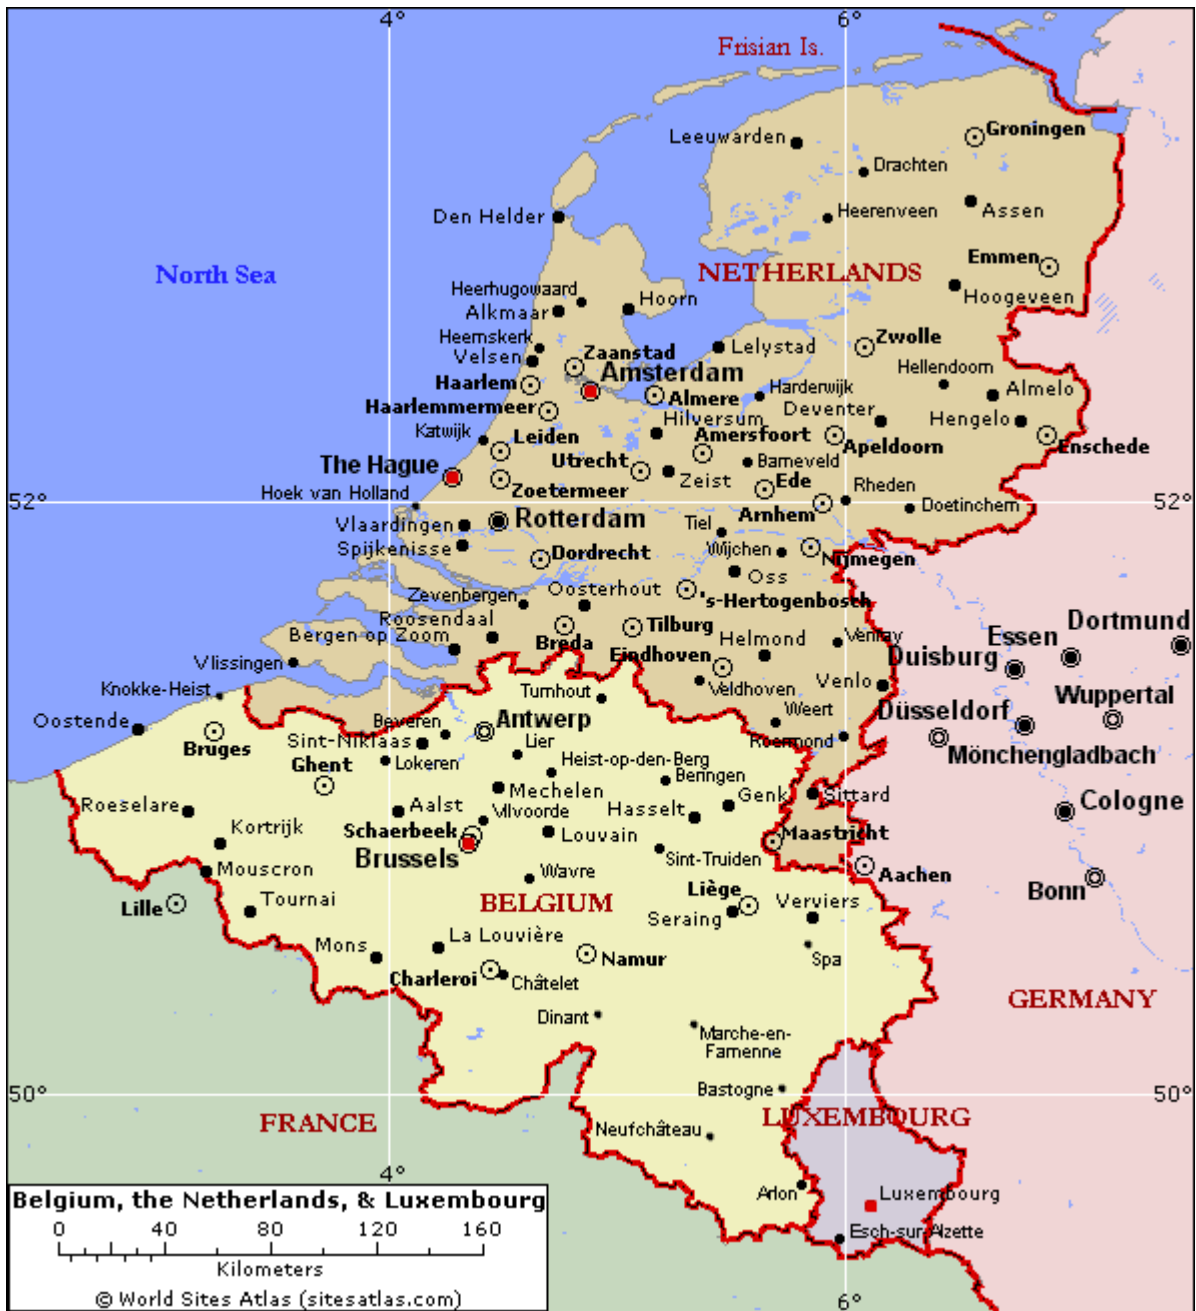 4°
6°
Frisian Is.
Groningen
Leeuwarden
Drachten
Den Helder
Heerenveen
Assen
Emmen
North Sea
NETHERLANDS
Heerhugowaard
Hoorn
Hoogeveen
Alkmaar
Heemskerk
Zwolle
Velsen
Zaanstad
Lelystad
Hellendoorn
Haarlem
Amsterdam
Harderwijk
Almelo
Haarlemmermeer
Almere
Deventer
Hengelo
Katwijk
Hilversum
Leiden
Amersfoort
Apeldoorn
Enschede
The Hague
Utrecht
Barneveld
Zoetermeer
Zeist
Ede
Rheden
Hoek van Holland
52°
52°
Arnhem
Doetinchem
Vlaardingen
Rotterdam
Tiel
Spijkenisse
Dordrecht
Wijchen
Nijmegen
Oss
Zevenbergen
Oosterhout
's-Hertogenbosch
Roosendaal
Dortmund
Bergen op Zoom
Breda
Tilburg
Helmond
Venray
Essen
Vlissingen
Eindhoven
Duisburg
Knokke-Heist
Turnhout
Veldhoven
Venlo
Wuppertal
Oostende
Beveren
Antwerp
Weert
Düsseldorf
Bruges
Sint-Niklaas
Roermond
Mönchengladbach
Ghent
Lokeren
Lier
Heist-op-den-Berg
Beringen
Mechelen
Genk
Sittard
Roeselare
Aalst
Hasselt
Cologne
Vilvoorde
Kortrijk
Schaerbeek
Louvain
Maastricht
Brussels
Sint-Truiden
Mouscron
Wavre
Aachen
Bonn
Lille
Tournai
BELGIUM
Liège
Seraing
Verviers
Mons
La Louvière
Spa
Charleroi
Châtelet
Namur
GERMANY
Dinant
Marche-en-
Famenne
Bastogne
50°
50°
FRANCE
LUXEMBOURG
Neufchâteau
4°
Arlon
Luxembourg
Esch-sur-Alzette
Belgium, the Netherlands, & Luxembourg
0 40 80 120 160
Kilometers
© World Sites Atlas (sitesatlas.com)
6°